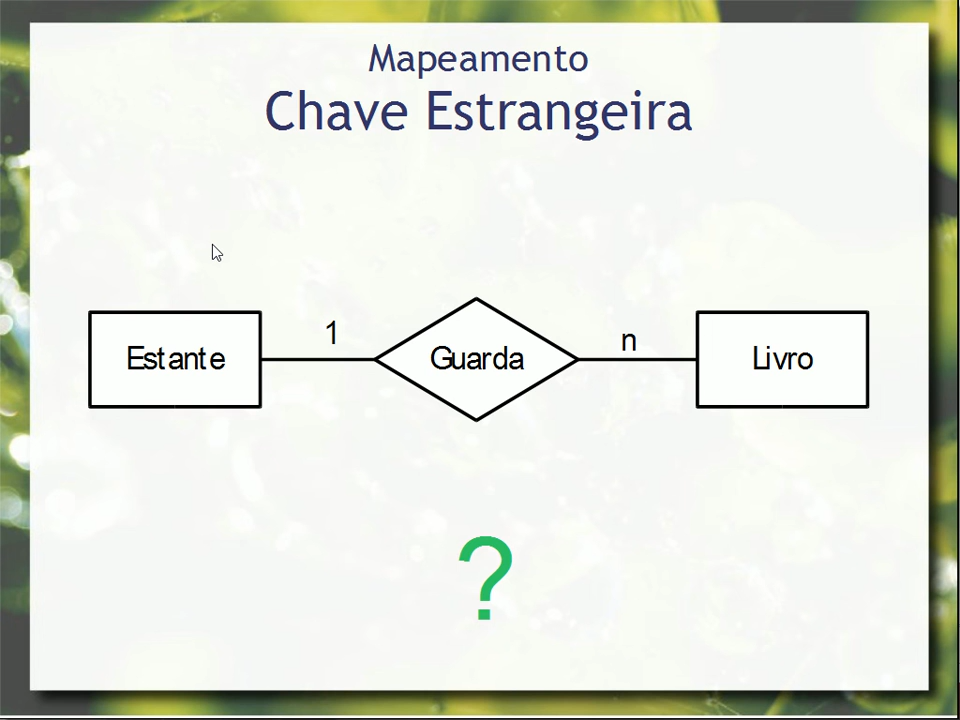 Mapeamento
Chave Estrangeira
Estante
1
Guarda
n
Livro
?